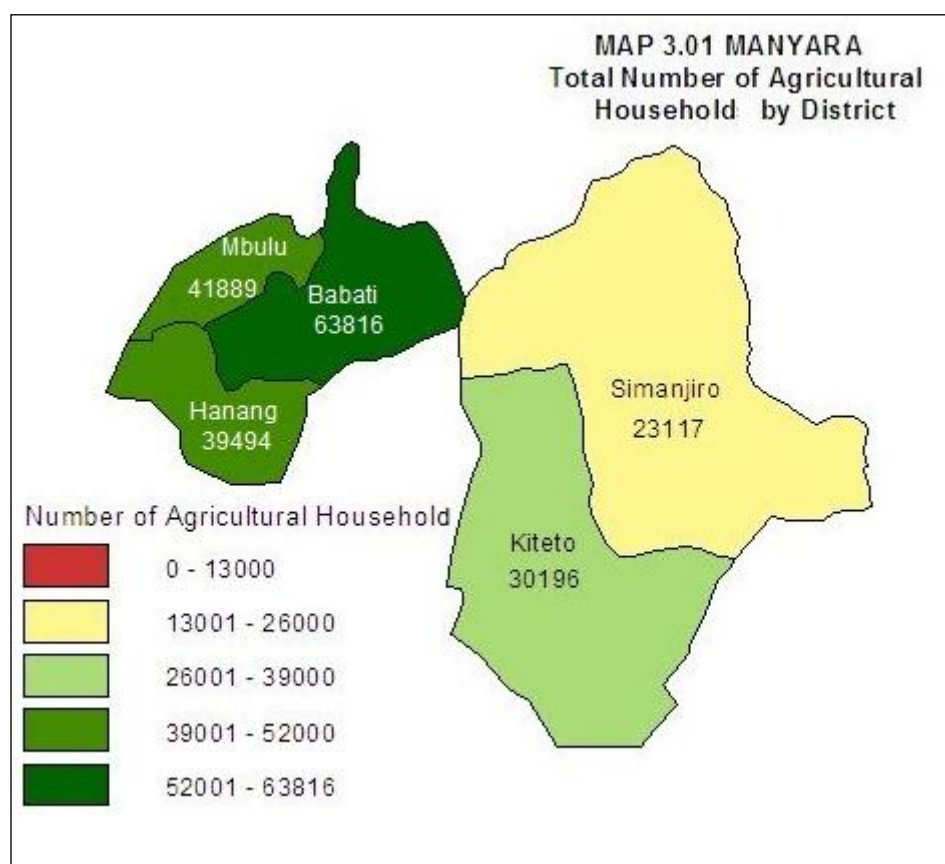 MAP 3.01 MANYARA
Total Number of Agricultural
Household by District
Mbulu
41889
Babati
63816
Hanang
39494
Simanjiro
23117
Kiteto
30196
Number of Agricultural Household
0 - 13000
13001 - 26000
26001 - 39000
39001 - 52000
52001 - 63816